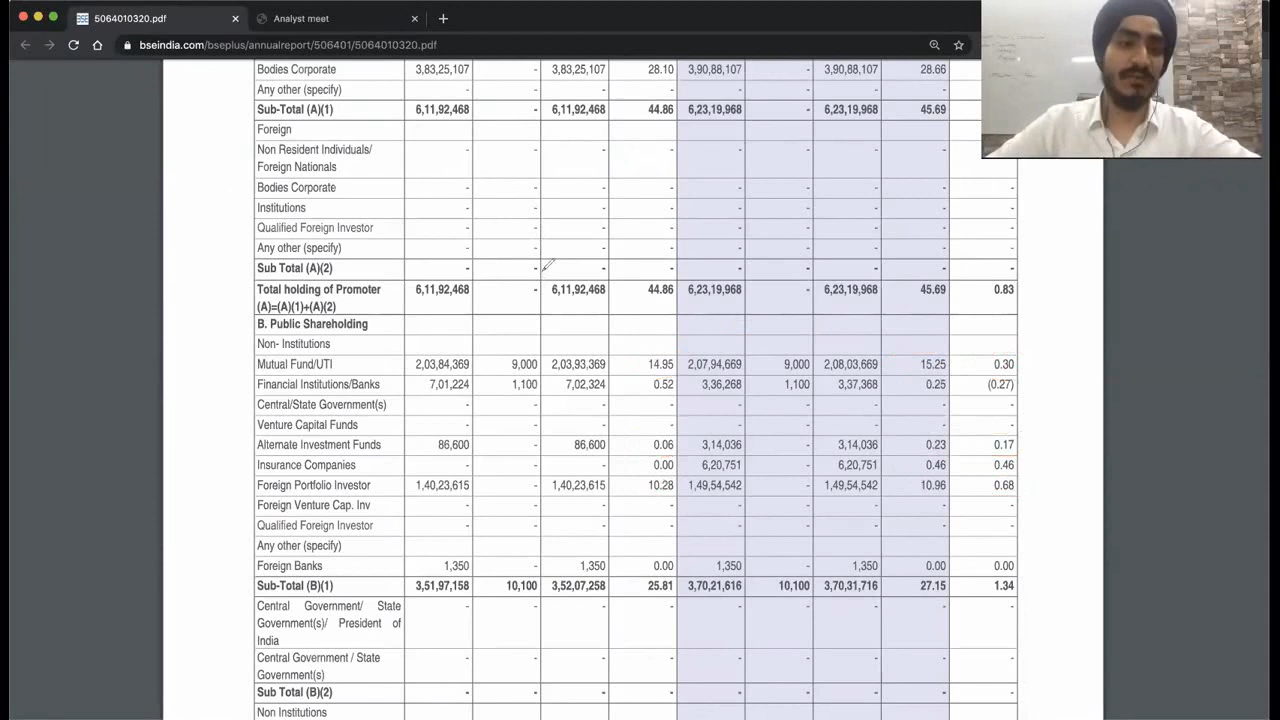 5064010320.pdf
Analyst meet
bseindia.com/bseplus/annualreport/506401/5064010320.pdf
Bodies Corporate 3,83,25,107 - 3,83,25,107 28.10 3,90,88,107 - 3,90,88,107 28.66
Any other (specify) - - - - - - - -
Sub-Total (A)(1) 6,11,92,468 - 6,11,92,468 44.86 6,23,19,968 - 6,23,19,968 45.69
Foreign - - - - - - - -
Non Resident Individuals/ - - - - - - - -
Foreign Nationals
Bodies Corporate - - - - - - - - -
Institutions - - - - - - - - -
Qualified Foreign Investor - - - - - - - - -
Any other (specify) - - - - - - - - -
Sub Total (A)(2) - - - - - - - - -
Total holding of Promoter 6,11,92,468 - 6,11,92,468 44.86 6,23,19,968 - 6,23,19,968 45.69 0.83
(A)=(A)(1)+(A)(2)
B. Public Shareholding
Non- Institutions
Mutual Fund/UTI 2,03,84,369 9,000 2,03,93,369 14.95 2,07,94,669 9,000 2,08,03,669 15.25 0.30
Financial Institutions/Banks 7,01,224 1,100 7,02,324 0.52 3,36,268 1,100 3,37,368 0.25 (0.27)
Central/State Government(s) - - - - - - - - -
Venture Capital Funds - - - - - - - - -
Alternate Investment Funds 86,600 - 86,600 0.06 3,14,036 - 3,14,036 0.23 0.17
Insurance Companies - - - 0.00 6,20,751 - 6,20,751 0.46 0.46
Foreign Portfolio Investor 1,40,23,615 - 1,40,23,615 10.28 1,49,54,542 - 1,49,54,542 10.96 0.68
Foreign Venture Cap. Inv - - - - - - - - -
Qualified Foreign Investor - - - - - - - - -
Any other (specify)
Foreign Banks 1,350 - 1,350 0.00 1,350 - 1,350 0.00 0.00
Sub-Total (B)(1) 3,51,97,158 10,100 3,52,07,258 25.81 3,70,21,616 10,100 3,70,31,716 27.15 1.34
Central Government/ State - - - - - - - - -
Government(s)/ President of
India
Central Government / State - - - - - - - - -
Government(s)
Sub Total (B)(2) - - - - - - - - -
Non Institutions